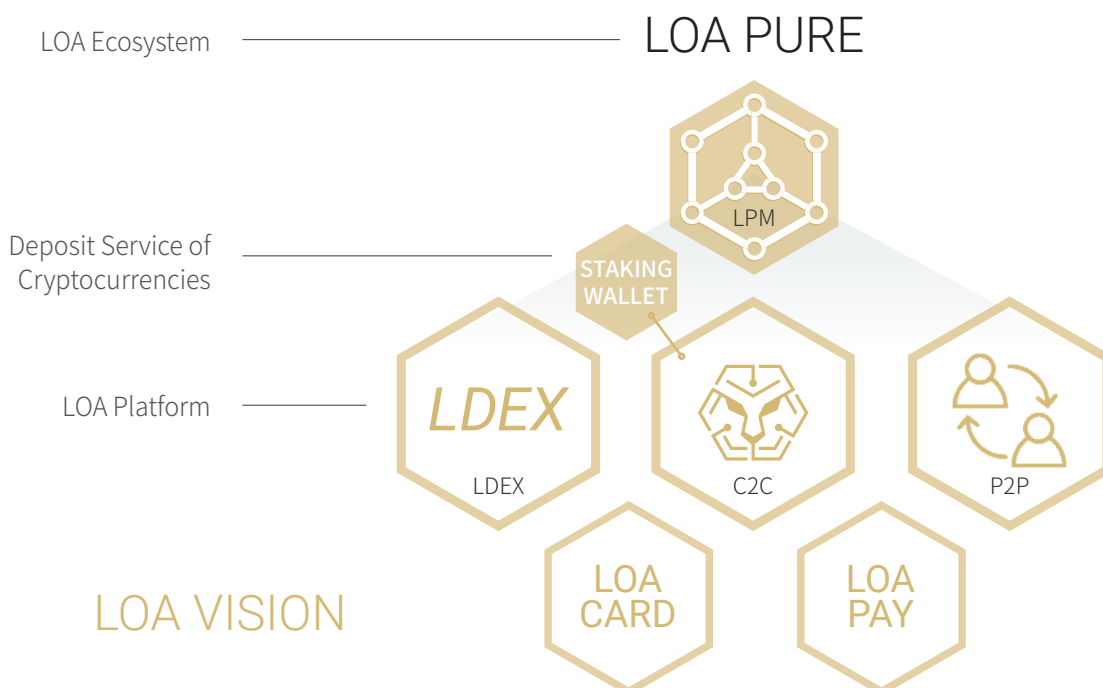 LOA Ecosystem
LOA PURE
LPM
Deposit Service of
Cryptocurrencies
STAKING
WALLET
LOA Platform
LDEX
LDEX
C2C
P2P
LOA VISION
LOA
CARD
LOA
PAY